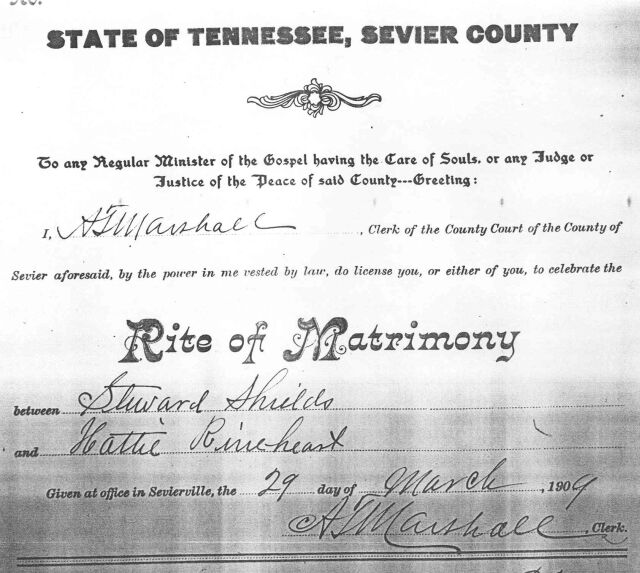 No.
STATE OF TENNESSEE, SEVIER COUNTY
To any Regular Minister of the Gospel having the Care of Souls, or any Judge or
Justice of the Peace of said County---Greeting:
I, A T Marshall, Clerk of the County Court of the County of
Sevier aforesaid, by the power in me vested by law, do license you, or either of you, to celebrate the
Rite of Matrimony
between Steward Shields
and Hattie Rineheart
Given at office in Sevierville, the 29 day of March, 1909
A T Marshall, Clerk.